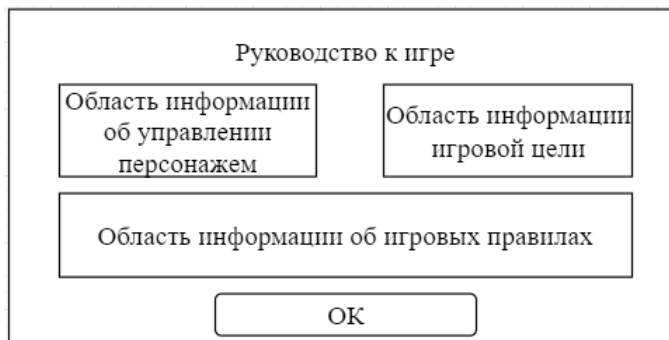 Руководство к игре
Область информации
об управлении
персонажем
Область информации
игровой цели
Область информации об игровых правилах
ОК